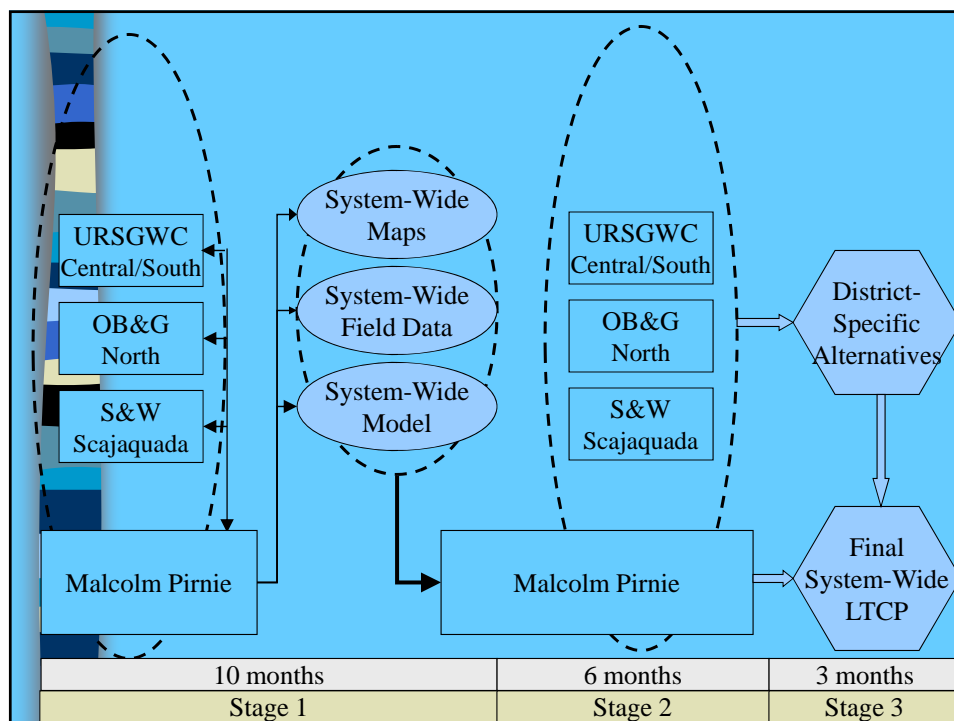 URSGWC
Central/South
OB&G
North
S&W
Scajaquada
Malcolm Pirnie
System-Wide
Maps
System-Wide
Field Data
System-Wide
Model
URSGWC
Central/South
OB&G
North
S&W
Scajaquada
Malcolm Pirnie
District-
Specific
Alternatives
Final
System-Wide
LTCP
10 months
6 months
3 months
Stage 1
Stage 2
Stage 3